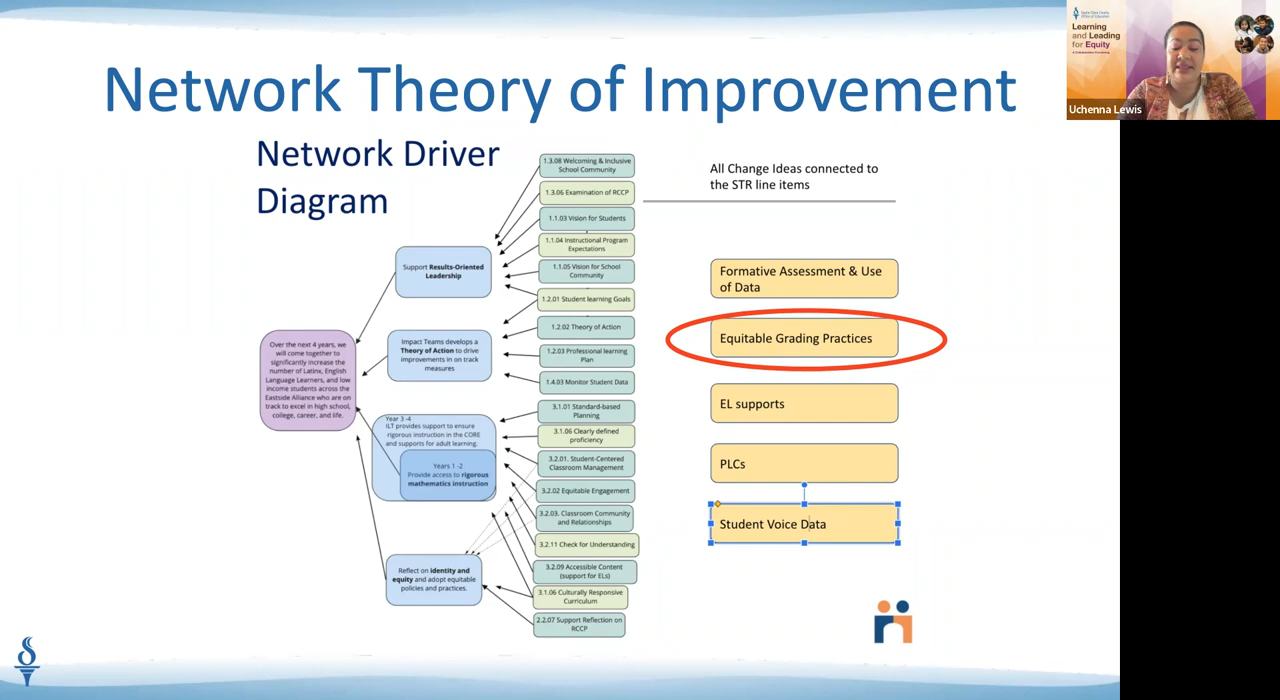 Network Theory of Improvement
Network Driver
Diagram
All Change Ideas connected to
the STR line items
Over the next 4 years, we
will come together to
significantly increase the
number of Latinx, English
Language Learners, and low
income students across the
Eastside Alliance who are on
track to excel in high school,
college, career, and life.
Support Results-Oriented
Leadership
Impact Teams develops a
Theory of Action to drive
improvements in on track
measures
Year 3 -4
ILT provides support to ensure
rigorous instruction in the CORE
and supports for adult learning.
Years 1 -2
Provide access to rigorous
mathematics instruction
Reflect on identity and
equity and adopt equitable
policies and practices.
1.3.08 Welcoming & Inclusive
School Community
1.3.06 Examination of RCCP
1.1.03 Vision for Students
1.1.04 Instructional Program
Expectations
1.1.05 Vision for School
Community
1.2.01 Student learning Goals
1.2.02 Theory of Action
1.2.03 Professional learning
Plan
1.4.03 Monitor Student Data
3.1.01 Standard-based
Planning
3.1.06 Clearly defined
proficiency
3.2.01. Student-Centered
Classroom Management
3.2.02 Equitable Engagement
3.2.03. Classroom Community
and Relationships
3.2.11 Check for Understanding
3.2.09 Accessible Content
(support for ELs)
3.1.06 Culturally Responsive
Curriculum
2.2.07 Support Reflection on
RCCP
Formative Assessment & Use
of Data
Equitable Grading Practices
EL supports
PLCs
Student Voice Data
Learning
and Leading
for Equity
Uchenna Lewis